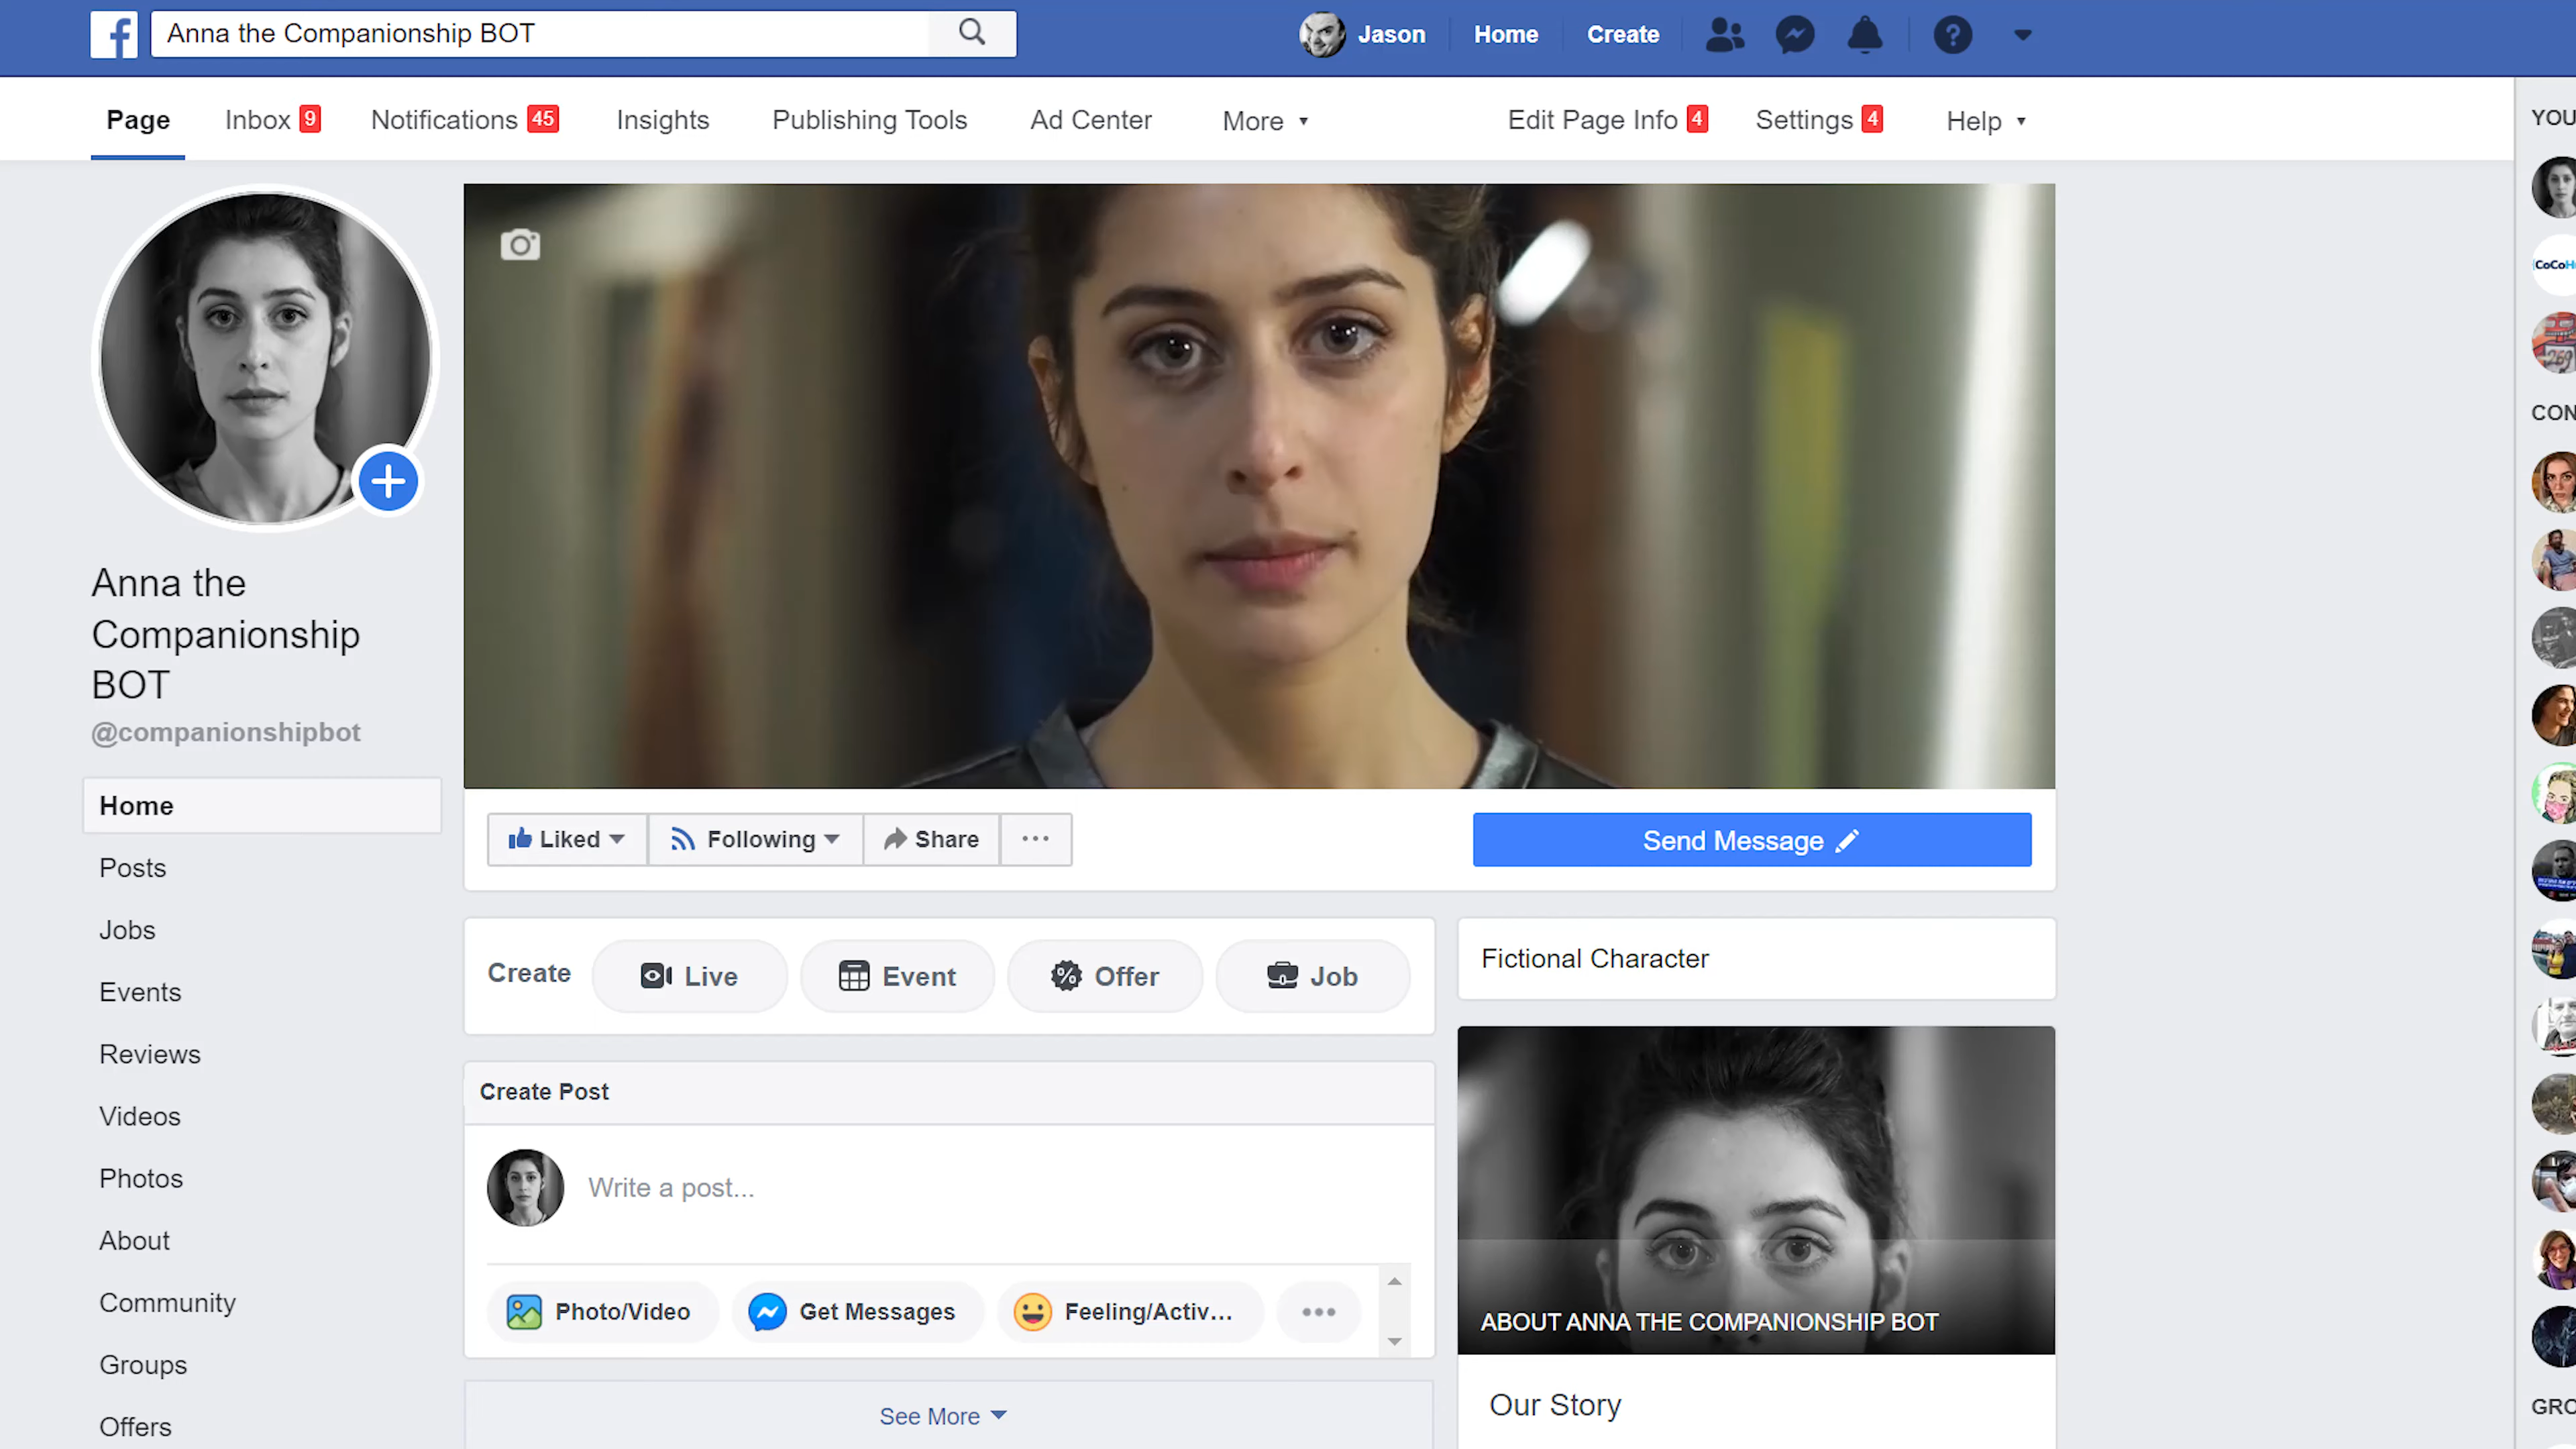 Anna the Companionship BOT
Jason Home Create
Page Inbox 9 Notifications 45 Insights Publishing Tools Ad Center More Edit Page Info 4 Settings 4 Help
YOU
CON
Anna the
Companionship
BOT
@companionshipbot
Home
Posts
Jobs
Events
Reviews
Videos
Photos
About
Community
Groups
Offers
Liked Following Share
Send Message
Create Live Event Offer Job
Create Post
Write a post...
Photo/Video Get Messages Feeling/Activ...
See More
Fictional Character
ABOUT ANNA THE COMPANIONSHIP BOT
Our Story
GRO